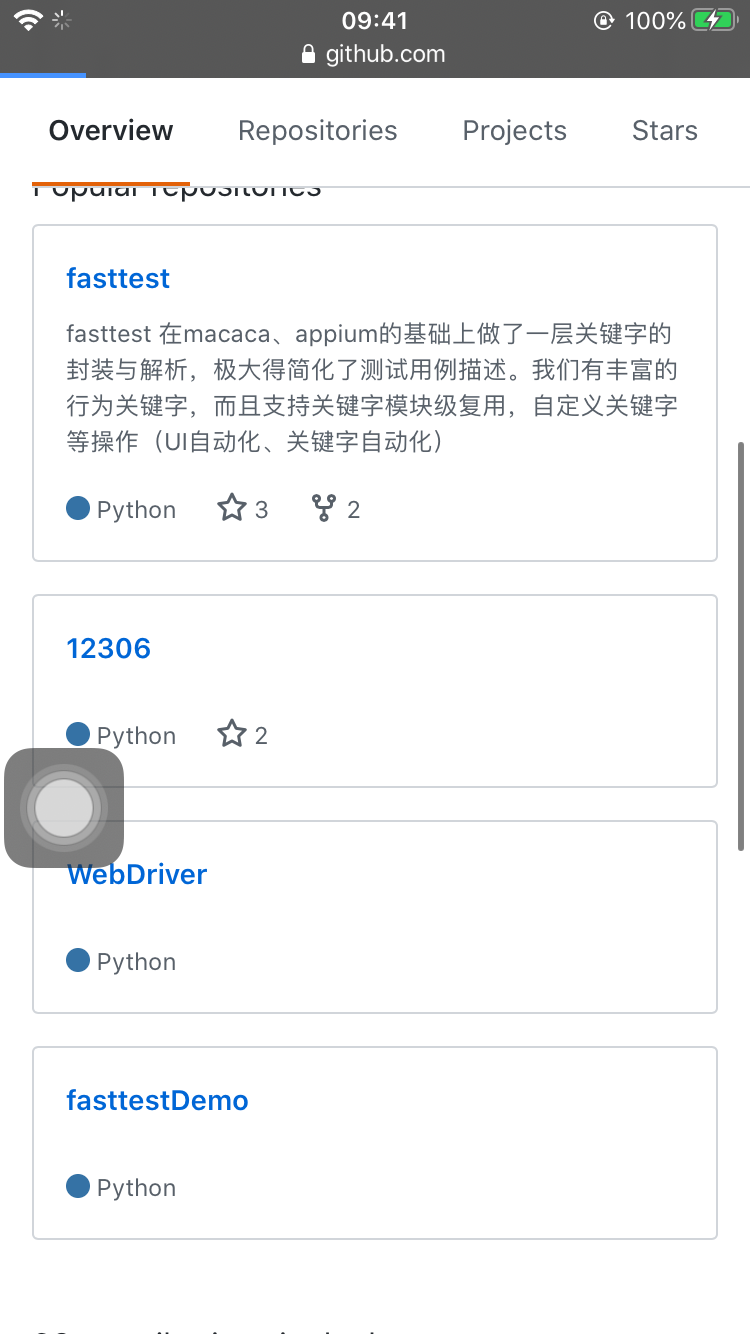 09:41
100%
github.com
Overview Repositories Projects Stars
Popular repositories
fasttest
fasttest 在macaca、appium的基础上做了一层关键字的
封装与解析，极大得简化了测试用例描述。我们有丰富的
行为关键字，而且支持关键字模块级复用，自定义关键字
等操作（UI自动化、关键字自动化）
Python 3 2
12306
Python 2
WebDriver
Python
fasttestDemo
Python